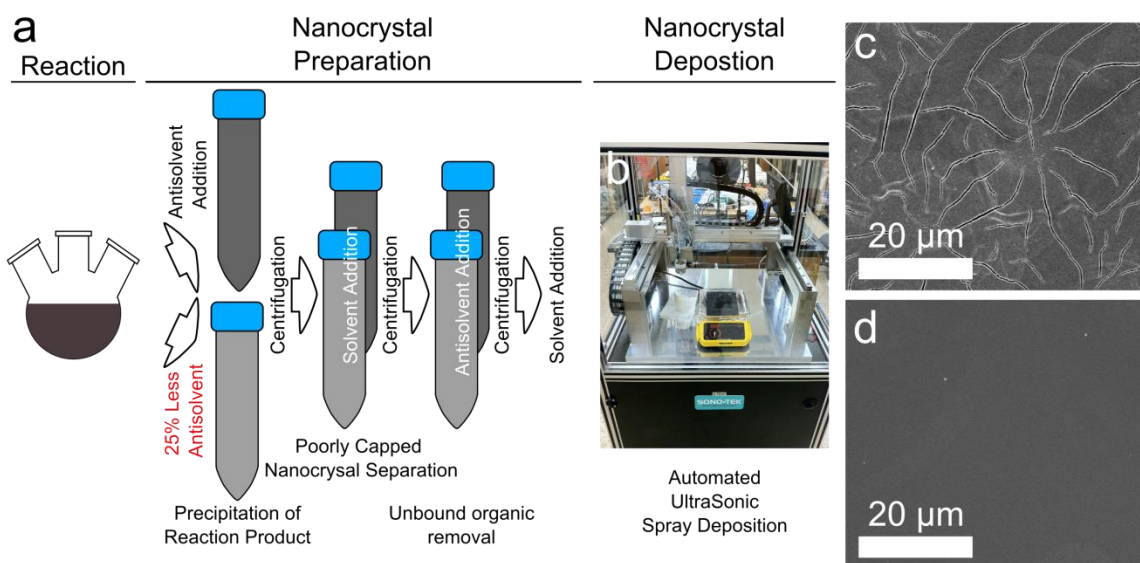 a
Reaction
Nanocrystal
Preparation
Nanocrystal
Depostion
Antisolvent
Addition
25% Less
Antisolvent
Centrifugation
Solvent Addition
Centrifugation
Antisolvent Addition
Centrifugation
Solvent Addition
Precipitation of
Reaction Product
Poorly Capped
Nanocrysal Separation
Unbound organic
removal
b
SONO-TEK
Automated
UltraSonic
Spray Deposition
c
20 µm
d
20 µm